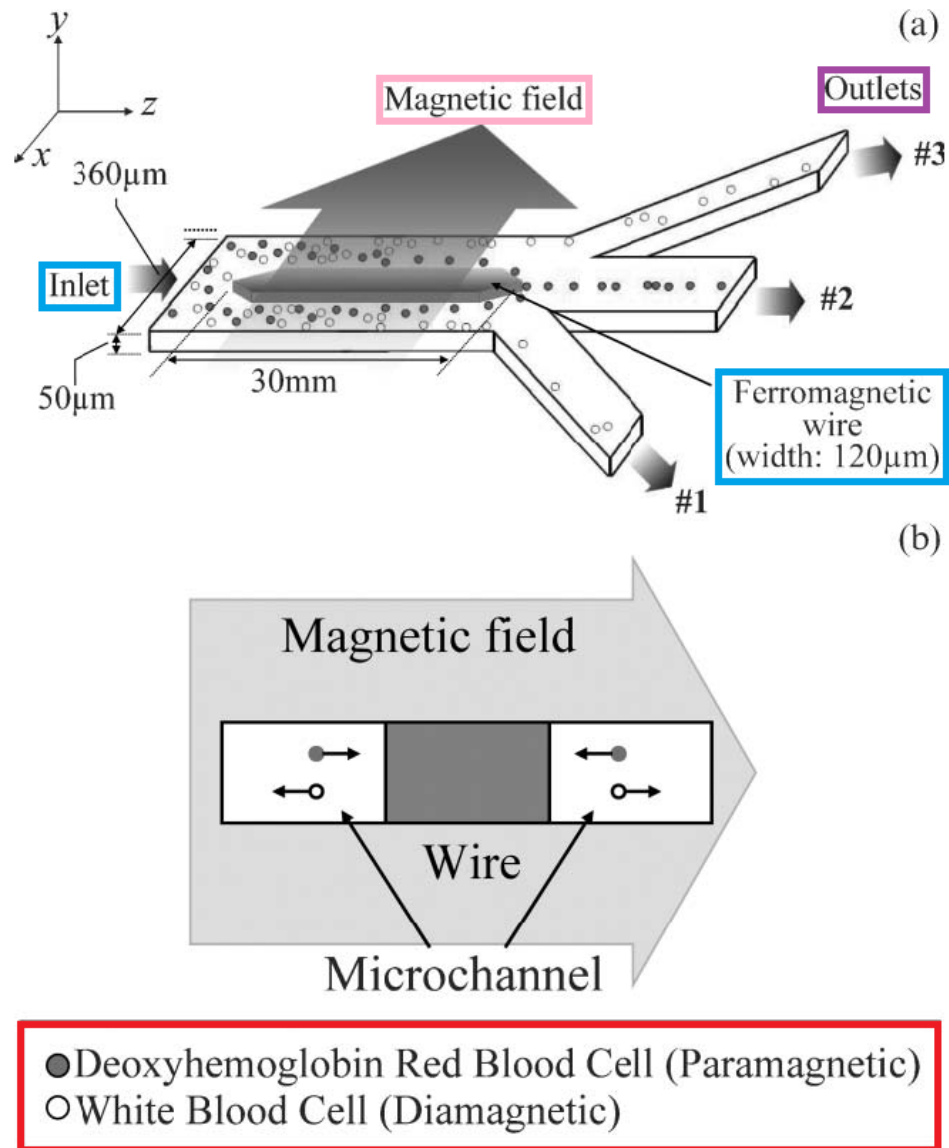 (a)
y
z
x
Magnetic field
Outlets
#3
360µm
Inlet
#2
50µm
30mm
Ferromagnetic
wire
(width: 120µm)
#1
(b)
Magnetic field
Wire
Microchannel
Deoxyhemoglobin Red Blood Cell (Paramagnetic)
White Blood Cell (Diamagnetic)